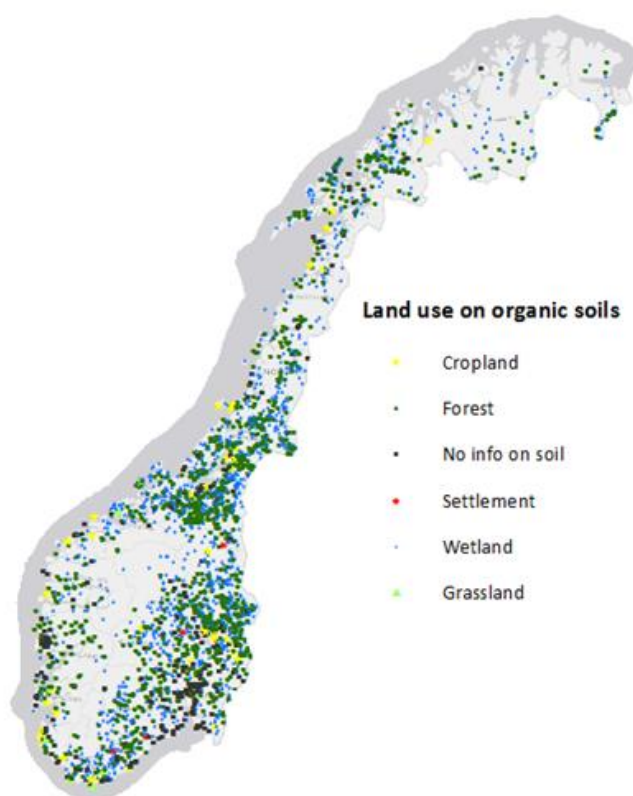 Land use on organic soils
Cropland
Forest
No info on soil
Settlement
Wetland
Grassland